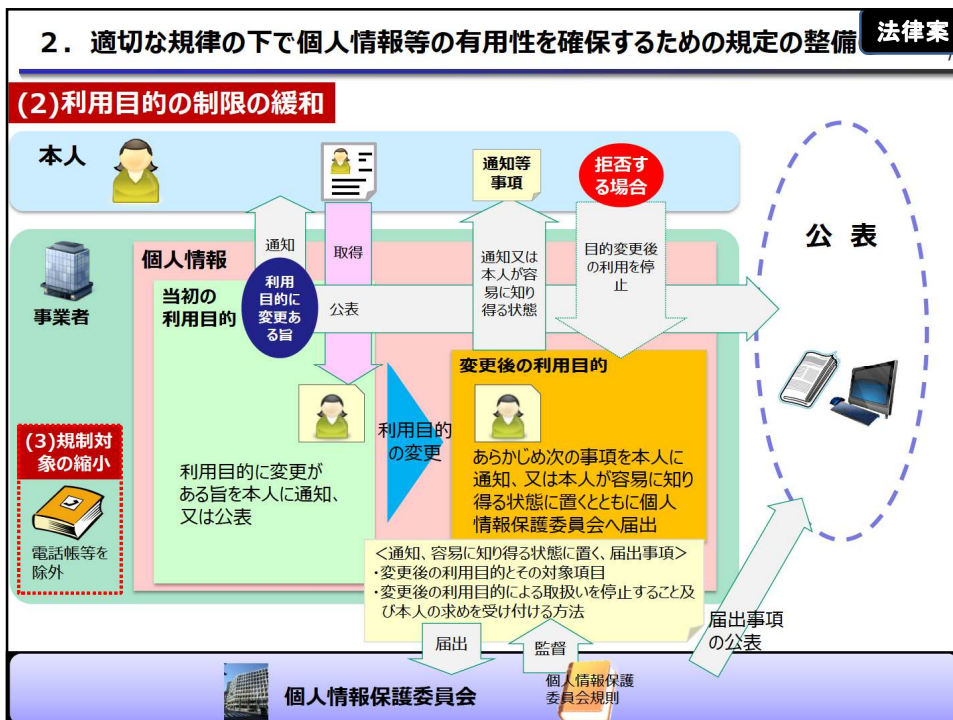 ２．適切な規律の下で個人情報等の有用性を確保するための規定の整備
法律案
(2)利用目的の制限の緩和
本人
通知等
事項
拒否す
る場合
公 表
事業者
個人情報
通知
取得
通知又は
本人が容
易に知り
得る状態
目的変更後
の利用を停
止
当初の
利用目的
利用
目的に
変更あ
る旨
公表
変更後の利用目的
利用目的
の変更
(3)規制対
象の縮小
電話帳等を
除外
利用目的に変更が
ある旨を本人に通知、
又は公表
あらかじめ次の事項を本人に
通知、又は本人が容易に知り
得る状態に置くとともに個人
情報保護委員会へ届出
＜通知、容易に知り得る状態に置く、届出事項＞
・変更後の利用目的とその対象項目
・変更後の利用目的による取扱いを停止すること及
び本人の求めを受け付ける方法
届出
監督
届出事項
の公表
個人情報保護委員会
個人情報保護
委員会規則